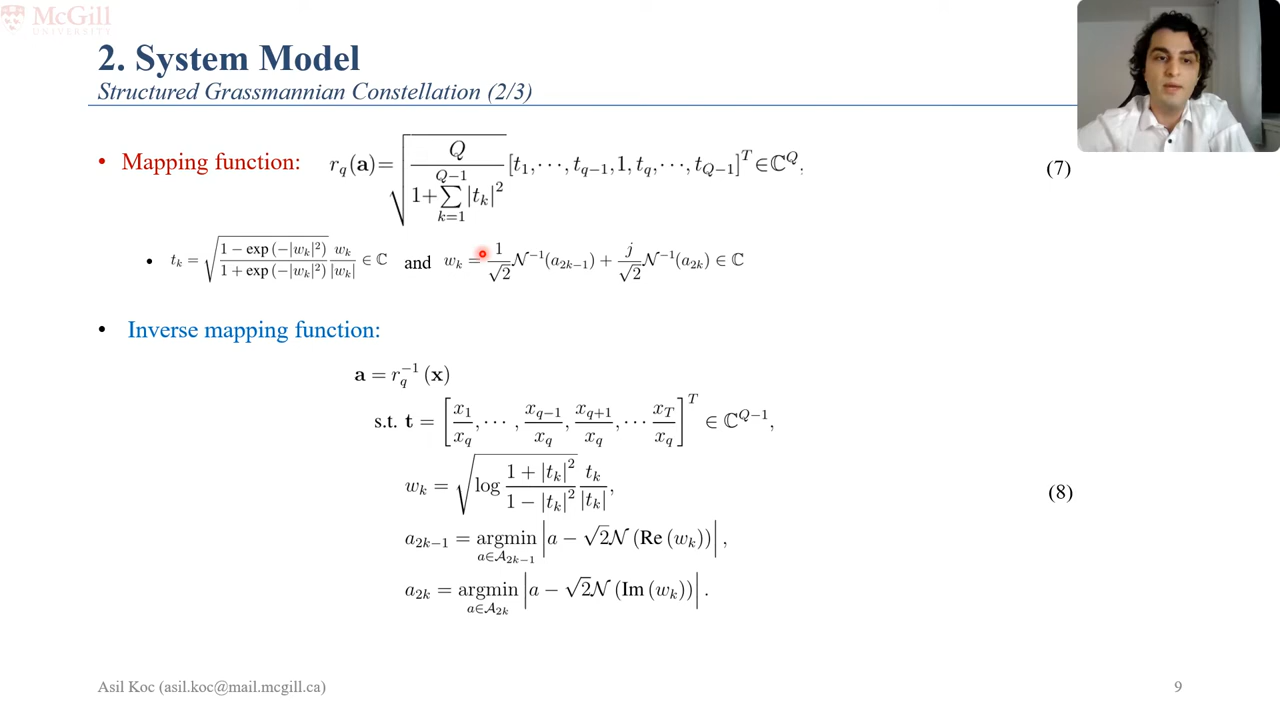 McGill
UNIVERSITY
2. System Model
Structured Grassmannian Constellation (2/3)
• Mapping function: r_q(𝐚)=√(Q / (1+∑_{k=1}^{Q−1}|t_k|²)) [t_1,⋯,t_{q−1},1,t_q,⋯,t_{Q−1}]^T∈ℂ^Q, (7)
• t_k = √((1 − exp(−|w_k|²)) / (1 + exp(−|w_k|²))) w_k/|w_k| ∈ ℂ and w_k = 1/√2 𝒩^{−1}(a_{2k−1}) + j/√2 𝒩^{−1}(a_{2k}) ∈ ℂ
• Inverse mapping function:
𝐚 = r_q^{−1}(𝐱)
s.t. 𝐭 = [x_1/x_q, ⋯, x_{q−1}/x_q, x_{q+1}/x_q, ⋯ x_T/x_q]^T ∈ ℂ^{Q−1},
w_k = √(log (1 + |t_k|²)/(1 − |t_k|²)) t_k/|t_k|, (8)
a_{2k−1} = argmin_{a∈𝒜_{2k−1}} |a − √2𝒩(Re(w_k))|,
a_{2k} = argmin_{a∈𝒜_{2k}} |a − √2𝒩(Im(w_k))|.
Asil Koc (asil.koc@mail.mcgill.ca) 9